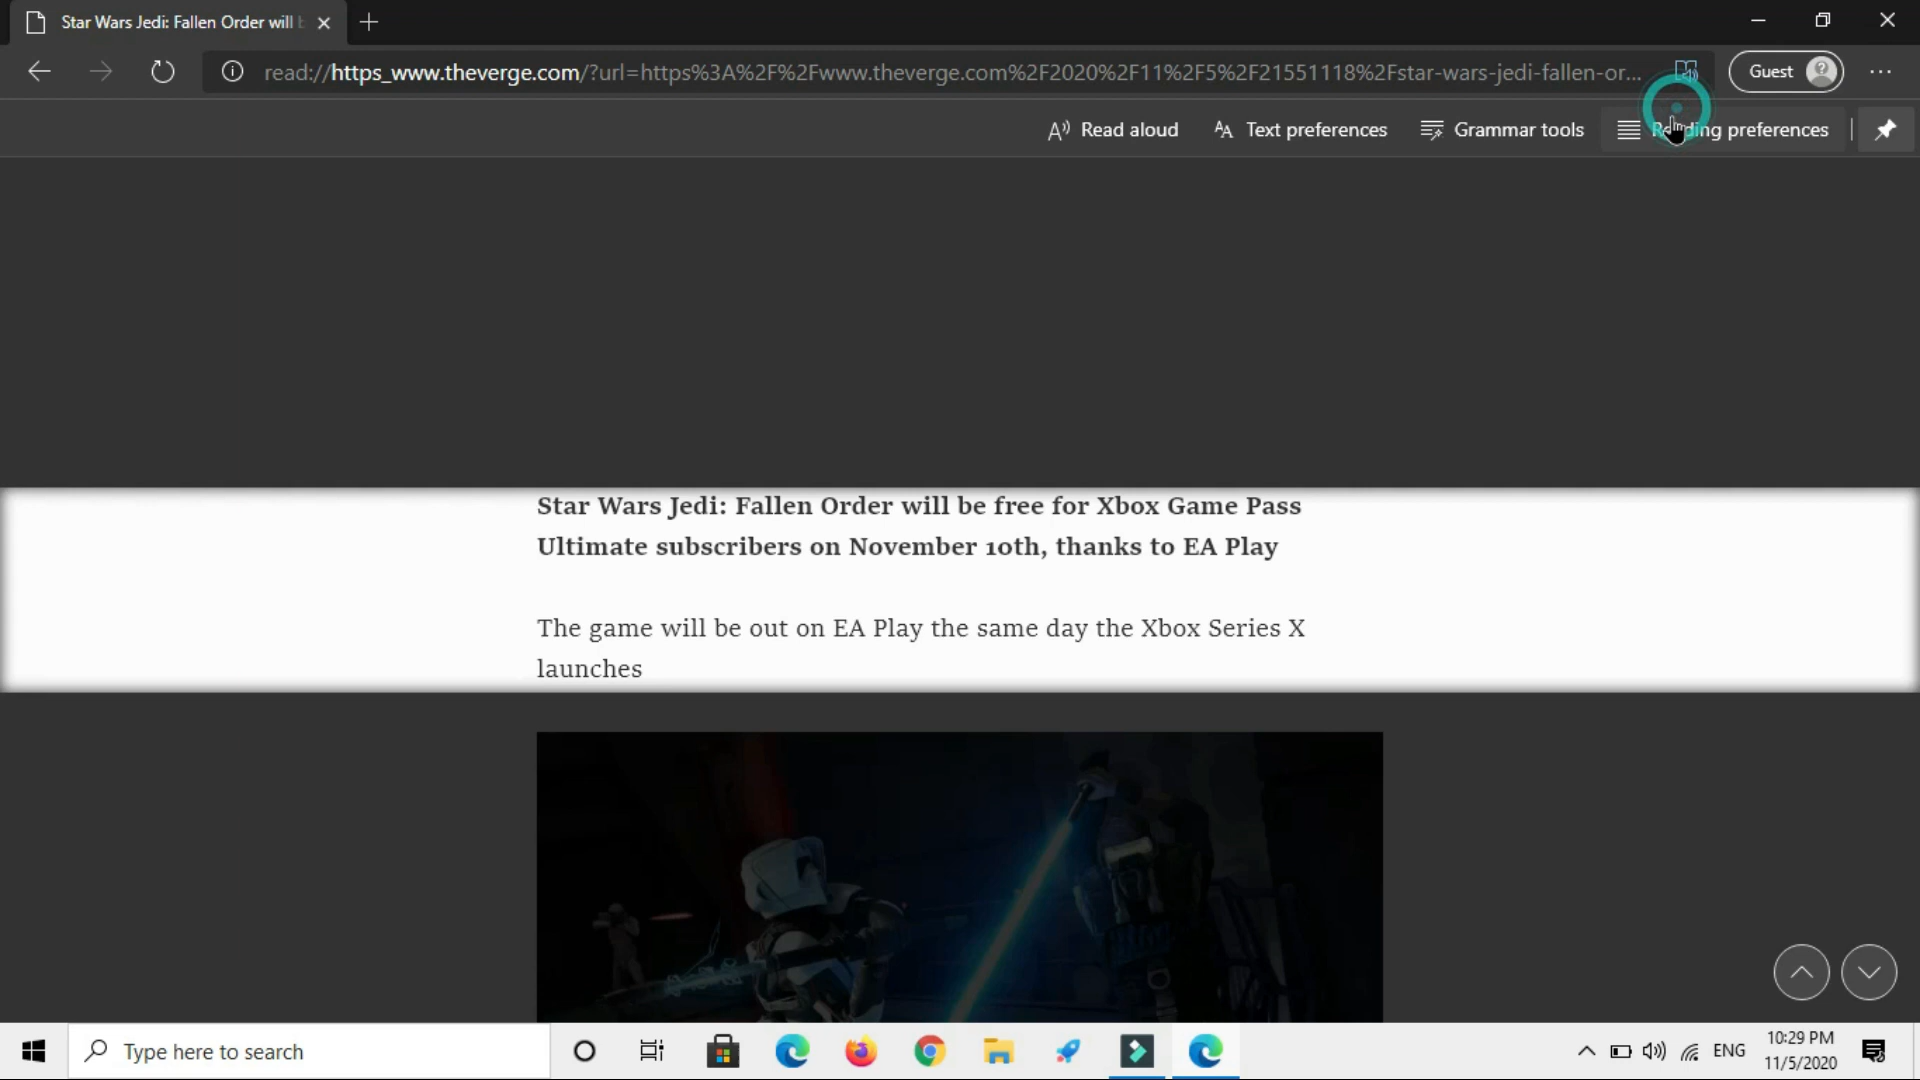 Star Wars Jedi: Fallen Order will b
read://https_www.theverge.com/?url=https%3A%2F%2Fwww.theverge.com%2F2020%2F11%2F5%2F21551118%2Fstar-wars-jedi-fallen-or...
Guest
Read aloud
Text preferences
Grammar tools
Reading preferences
Star Wars Jedi: Fallen Order will be free for Xbox Game Pass
Ultimate subscribers on November 10th, thanks to EA Play
The game will be out on EA Play the same day the Xbox Series X
launches
Type here to search
ENG
10:29 PM
11/5/2020